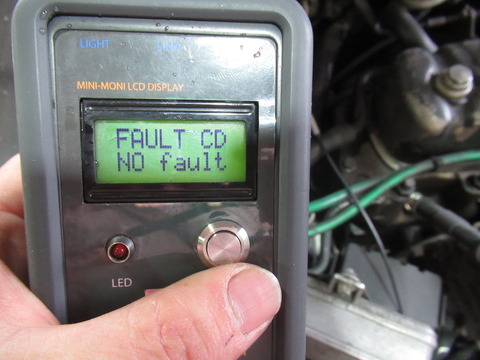 LIGHT
MINI-MONI LCD DISPLAY
FAULT CD
NO fault
LED